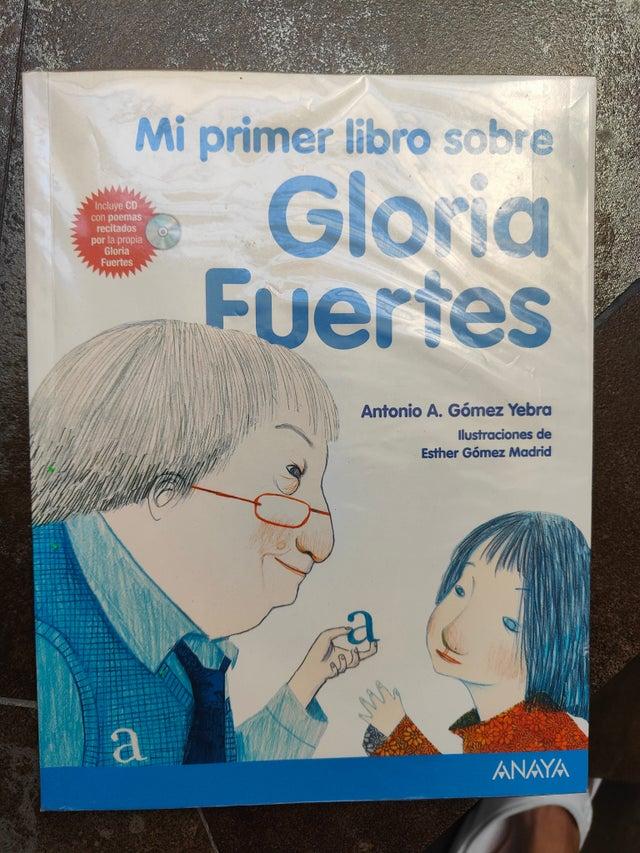 Mi primer libro sobre
Gloria
Fuertes
Incluye CD
con poemas
recitados
por la propia
Gloria
Fuertes
Antonio A. Gómez Yebra
Ilustraciones de
Esther Gómez Madrid
a
a
ANAYA